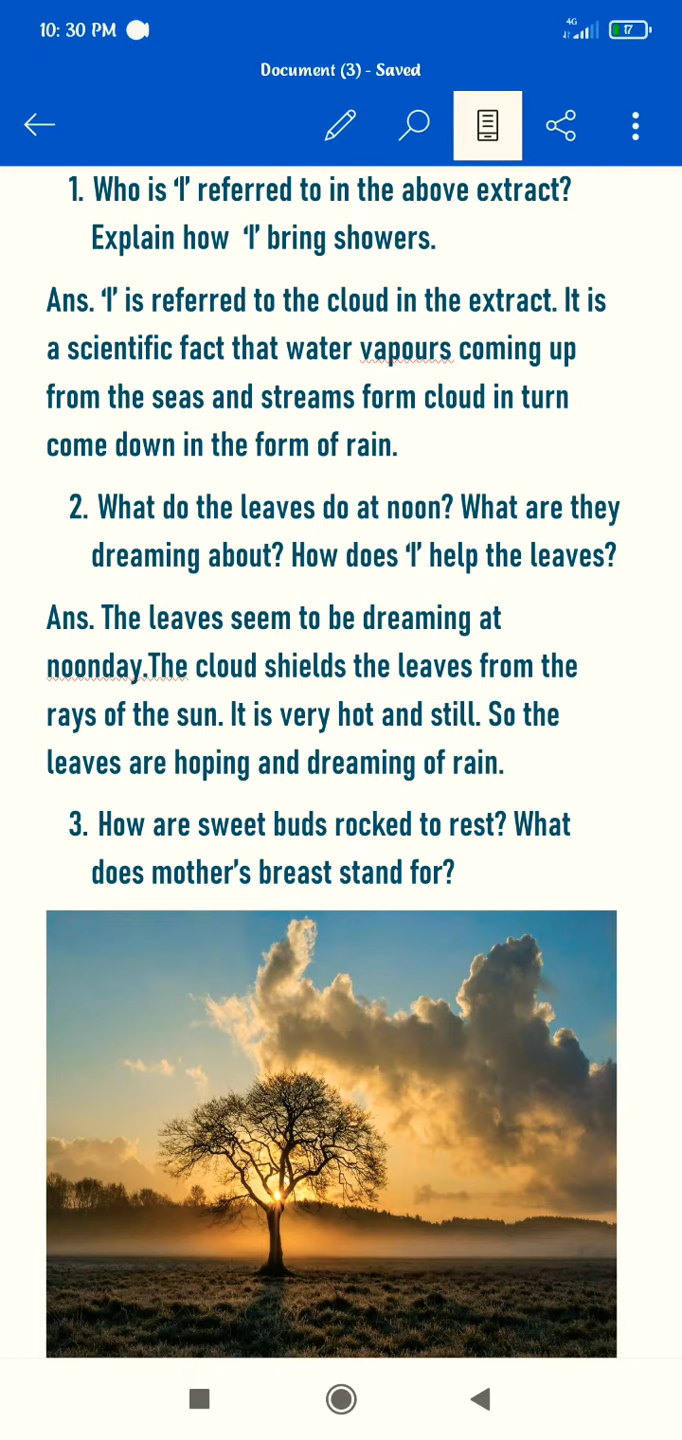 10: 30 PM
4G
17
Document (3) - Saved
1. Who is ‘I’ referred to in the above extract?
Explain how ‘I’ bring showers.
Ans. ‘I’ is referred to the cloud in the extract. It is
a scientific fact that water vapours coming up
from the seas and streams form cloud in turn
come down in the form of rain.
2. What do the leaves do at noon? What are they
dreaming about? How does ‘I’ help the leaves?
Ans. The leaves seem to be dreaming at
noonday.The cloud shields the leaves from the
rays of the sun. It is very hot and still. So the
leaves are hoping and dreaming of rain.
3. How are sweet buds rocked to rest? What
does mother’s breast stand for?